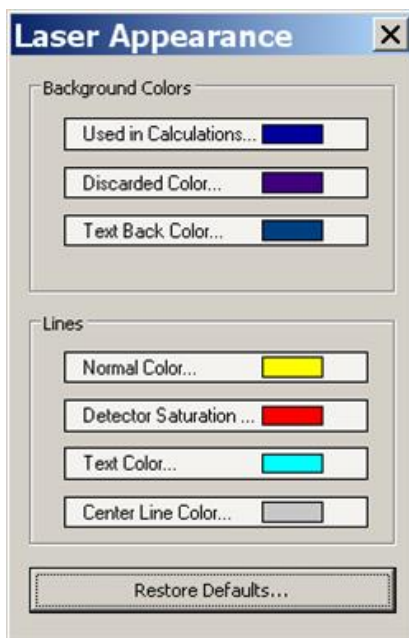 Laser Appearance
Background Colors
Used in Calculations...
Discarded Color...
Text Back Color...
Lines
Normal Color...
Detector Saturation ...
Text Color...
Center Line Color...
Restore Defaults...